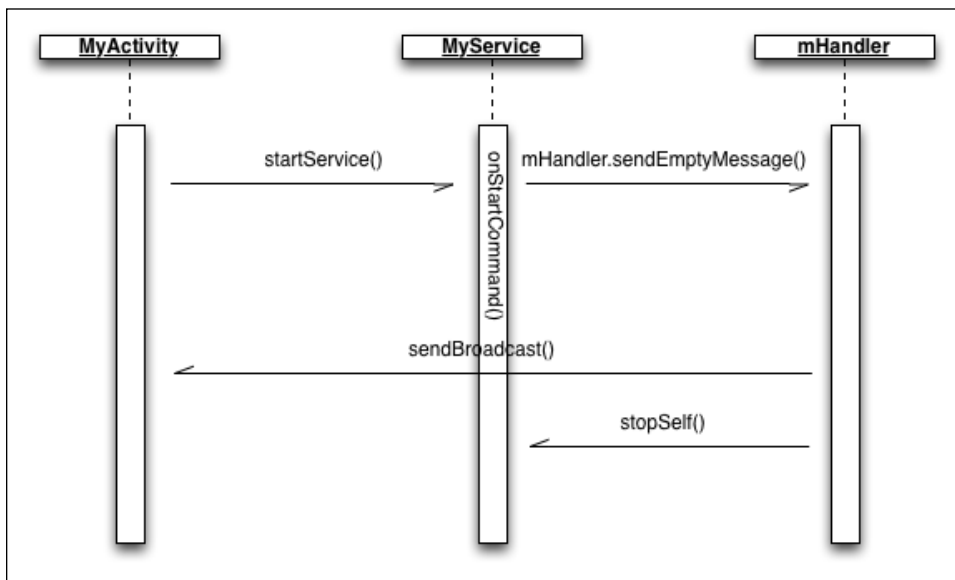 MyActivity
MyService
mHandler
startService()
onStartCommand()
mHandler.sendEmptyMessage()
sendBroadcast()
stopSelf()